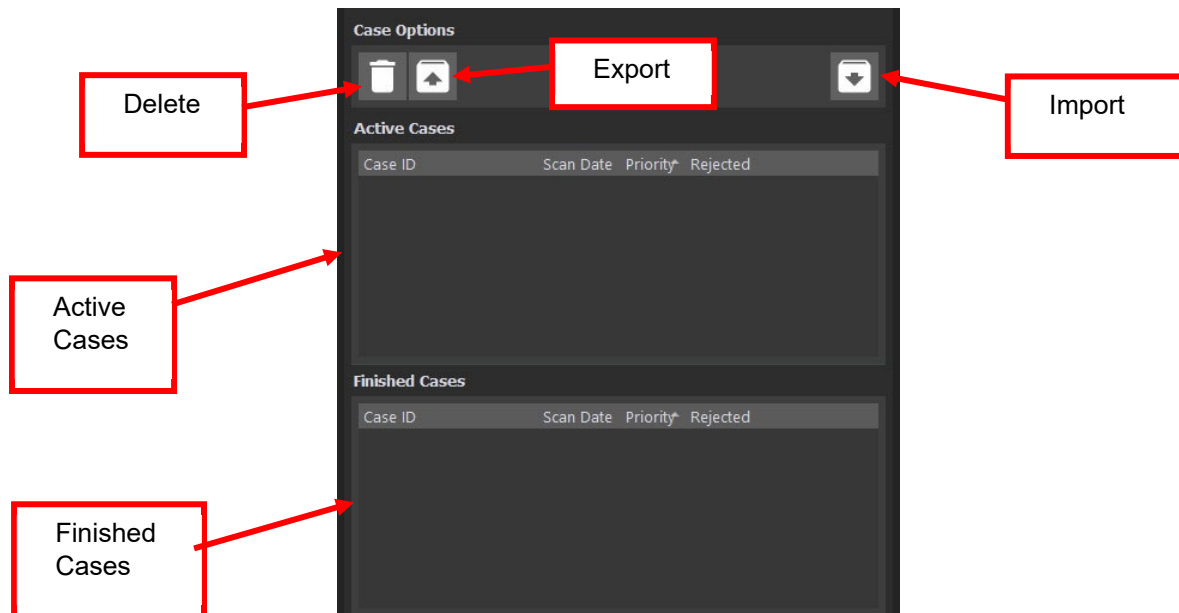 Case Options
Delete
Export
Import
Active Cases
Case ID Scan Date Priority Rejected
Active
Cases
Finished Cases
Case ID Scan Date Priority Rejected
Finished
Cases